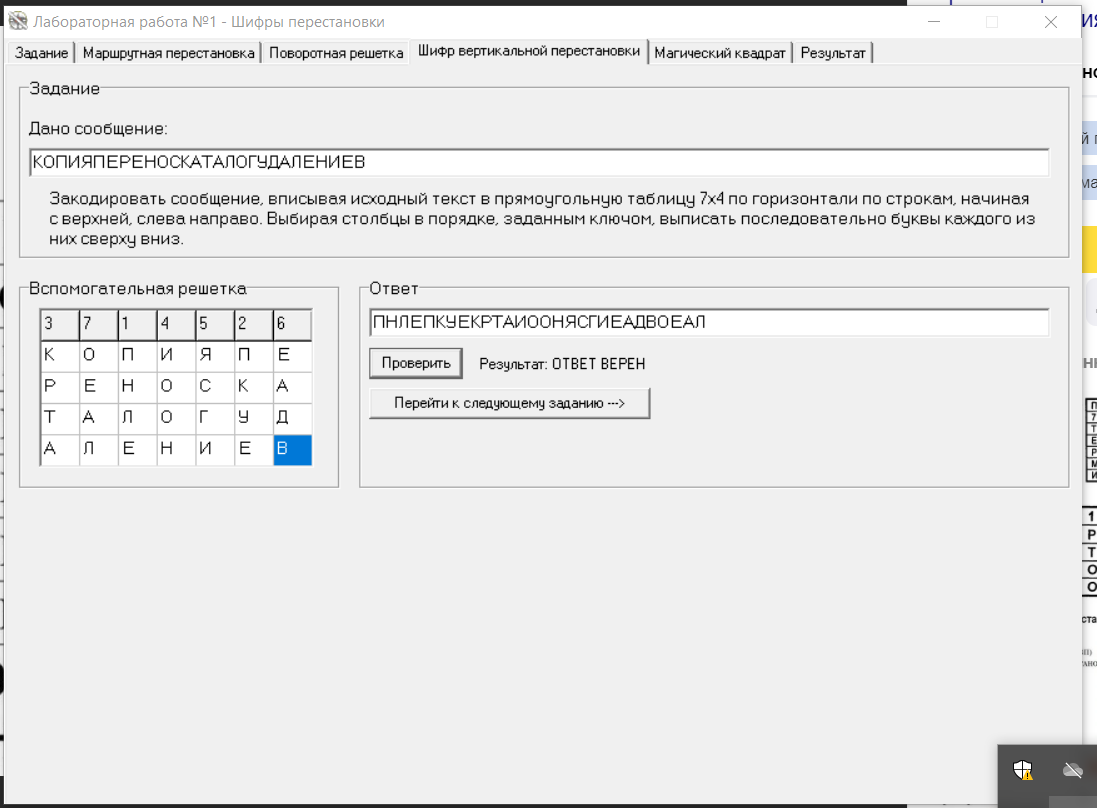 Лабораторная работа №1 - Шифры перестановки
Задание Маршрутная перестановка Поворотная решетка Шифр вертикальной перестановки Магический квадрат Результат
Задание
Дано сообщение:
КОПИЯПЕРЕНОСКАТАЛОГУДАЛЕНИЕВ
Закодировать сообщение, вписывая исходный текст в прямоугольную таблицу 7х4 по горизонтали по строкам, начиная
с верхней, слева направо. Выбирая столбцы в порядке, заданным ключом, выписать последовательно буквы каждого из
них сверху вниз.
Вспомогательная решетка
3 7 1 4 5 2 6
К О П И Я П Е
Р Е Н О С К А
Т А Л О Г У Д
А Л Е Н И Е В
Ответ
ПНЛЕПКУЕКРТАИООНЯСГИЕАДВОЕАЛ
Проверить Результат: ОТВЕТ ВЕРЕН
Перейти к следующему заданию --->